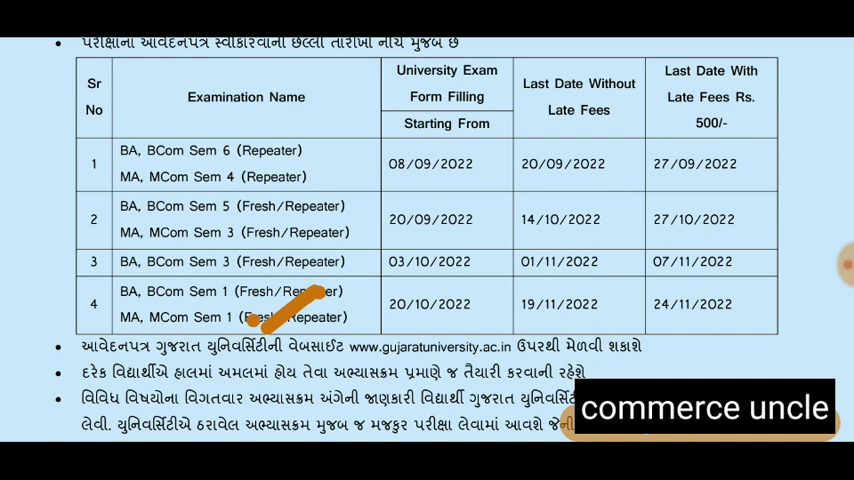 • પરીક્ષાના આવેદનપત્ર સ્વીકારવાની છેલ્લી તારીખો નીચે મુજબ છે
Sr No | Examination Name | University Exam Form Filling Starting From | Last Date Without Late Fees | Last Date With Late Fees Rs. 500/-
1 | BA, BCom Sem 6 (Repeater) | 08/09/2022 | 20/09/2022 | 27/09/2022
MA, MCom Sem 4 (Repeater)
2 | BA, BCom Sem 5 (Fresh/Repeater) | 20/09/2022 | 14/10/2022 | 27/10/2022
MA, MCom Sem 3 (Fresh/Repeater)
3 | BA, BCom Sem 3 (Fresh/Repeater) | 03/10/2022 | 01/11/2022 | 07/11/2022
4 | BA, BCom Sem 1 (Fresh/Repeater) | 20/10/2022 | 19/11/2022 | 24/11/2022
MA, MCom Sem 1 (Fresh/Repeater)
• આવેદનપત્ર ગુજરાત યુનિવર્સિટીની વેબસાઈટ www.gujaratuniversity.ac.in ઉપરથી મેળવી શકાશે
• દરેક વિદ્યાર્થીએ હાલમાં અમલમાં હોય તેવા અભ્યાસક્રમ પ્રમાણે જ તૈયારી કરવાની રહેશે
• વિવિધ વિષયોના વિગતવાર અભ્યાસક્રમ અંગેની જાણકારી વિદ્યાર્થી ગુજરાત
લેવી. યુનિવર્સિટીએ ઠરાવેલ અભ્યાસક્રમ મુજબ જ મજકુર પરીક્ષા લેવામાં આવશે
commerce uncle